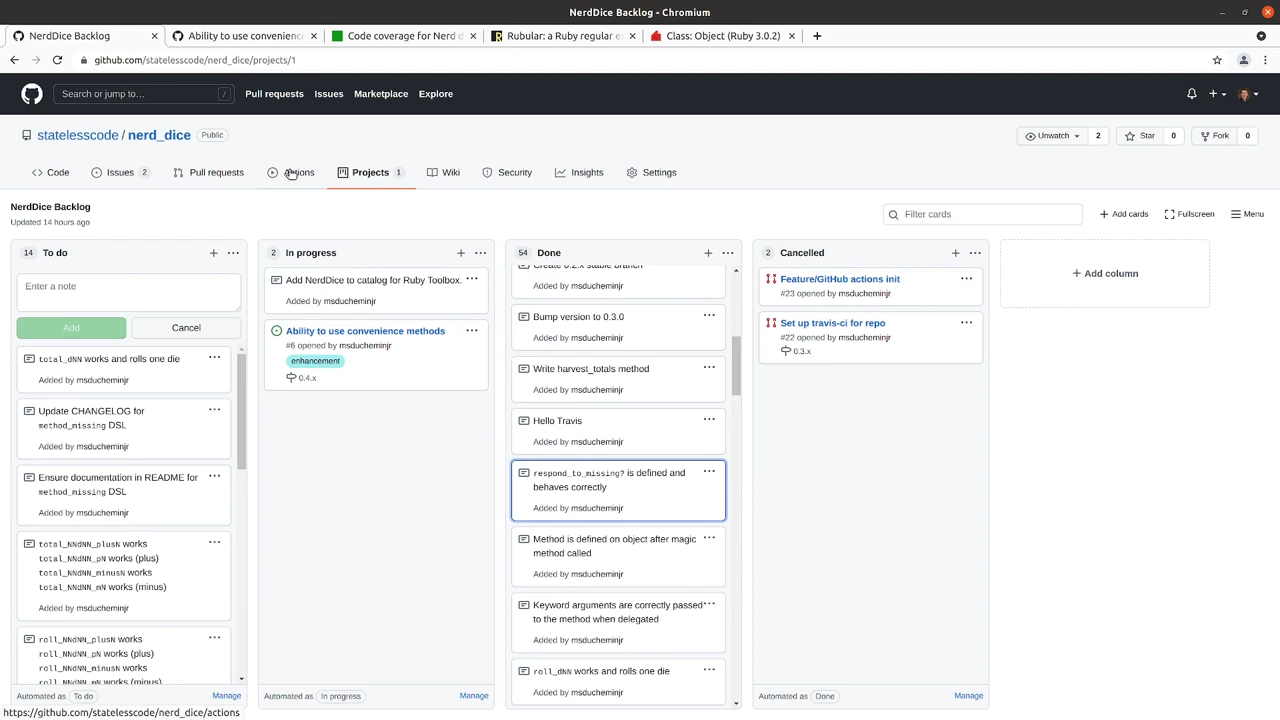 NerdDice Backlog - Chromium
NerdDice Backlog
Ability to use convenienc
Code coverage for Nerd d
Rubular: a Ruby regular e
Class: Object (Ruby 3.0.2)
github.com/statelesscode/nerd_dice/projects/1
Search or jump to…
/
Pull requests
Issues
Marketplace
Explore
statelesscode / nerd_dice
Public
Unwatch
2
Star
0
Fork
0
Code
Issues 2
Pull requests
Actions
Projects 1
Wiki
Security
Insights
Settings
NerdDice Backlog
Updated 14 hours ago
Filter cards
Add cards
Fullscreen
Menu
14 To do
Enter a note
Add
Cancel
total_dNN works and rolls one die
Added by msducheminjr
Update CHANGELOG for
method_missing DSL
Added by msducheminjr
Ensure documentation in README for
method_missing DSL
Added by msducheminjr
total_NNdNN_plusN works
total_NNdNN_pN works (plus)
total_NNdNN_minusN works
total_NNdNN_mN works (minus)
Added by msducheminjr
roll_NNdNN_plusN works
roll_NNdNN_pN works (plus)
roll_NNdNN_minusN works
roll_NNdNN_mN works (minus)
Automated as To do
Manage
2 In progress
Add NerdDice to catalog for Ruby Toolbox.
Added by msducheminjr
Ability to use convenience methods
#6 opened by msducheminjr
enhancement
0.4.x
Automated as In progress
Manage
54 Done
Create 0.2.x stable branch
Added by msducheminjr
Bump version to 0.3.0
Added by msducheminjr
Write harvest_totals method
Added by msducheminjr
Hello Travis
Added by msducheminjr
respond_to_missing? is defined and
behaves correctly
Added by msducheminjr
Method is defined on object after magic
method called
Added by msducheminjr
Keyword arguments are correctly passed
to the method when delegated
Added by msducheminjr
roll_dNN works and rolls one die
Added by msducheminjr
2 Cancelled
Feature/GitHub actions init
#23 opened by msducheminjr
Set up travis-ci for repo
#22 opened by msducheminjr
0.3.x
Automated as Done
Manage
Add column
https://github.com/statelesscode/nerd_dice/actions